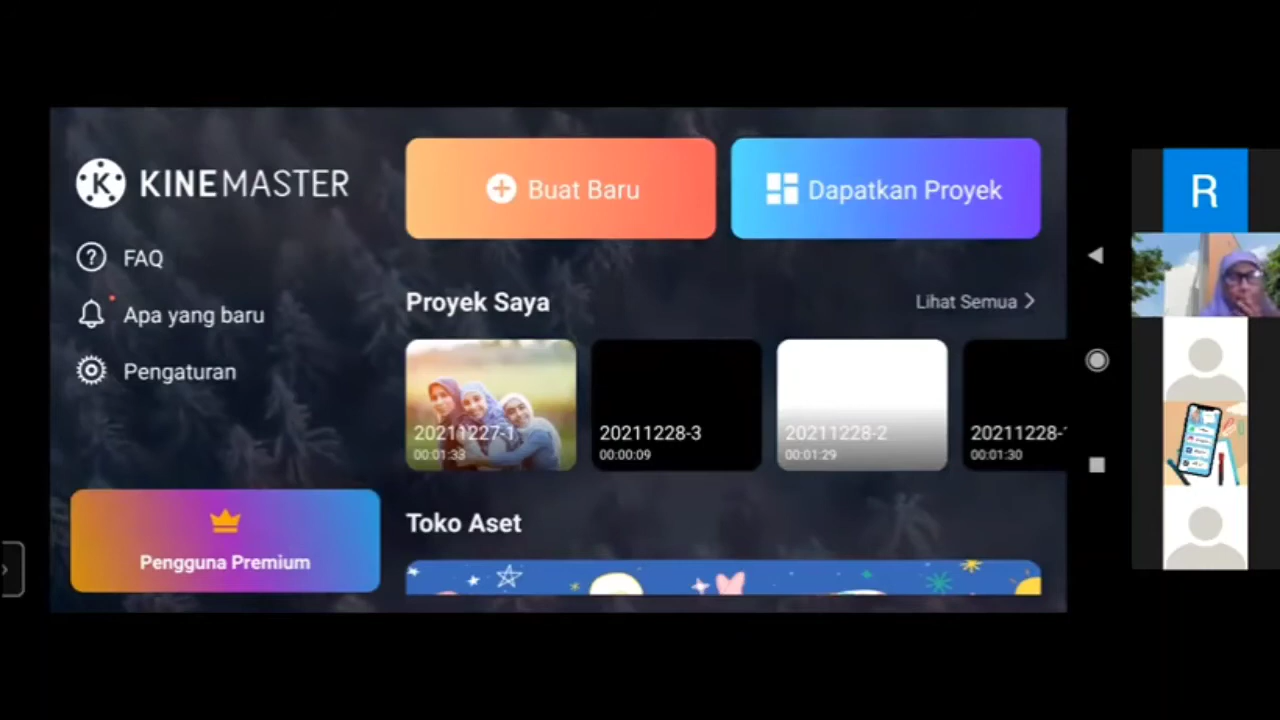 KINEMASTER
FAQ
Apa yang baru
Pengaturan
Pengguna Premium
Buat Baru
Dapatkan Proyek
Proyek Saya
Lihat Semua
20211227-1
00:01:33
20211228-3
00:00:09
20211228-2
00:01:29
20211228-
00:01:30
Toko Aset
R